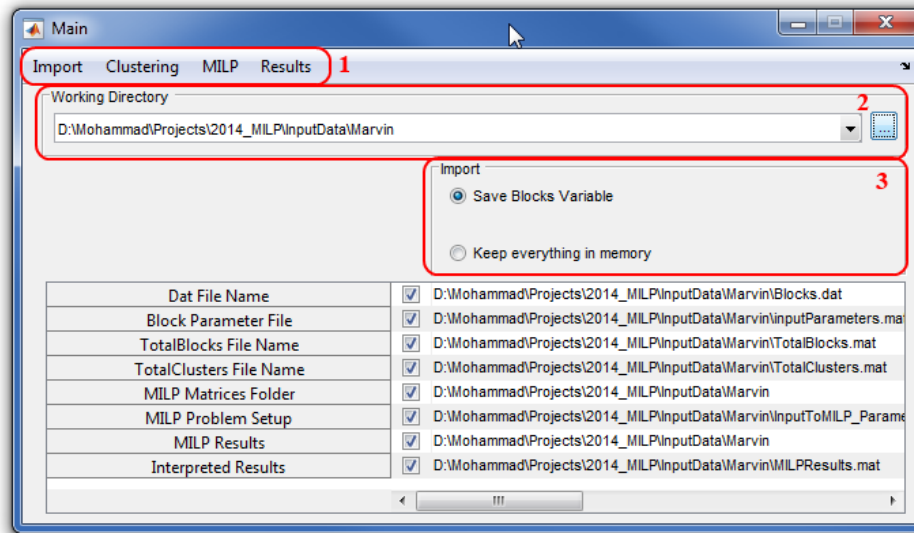 Main
Import Clustering MILP Results 1
Working Directory 2
D:\Mohammad\Projects\2014_MILP\InputData\Marvin ...
Import 3
Save Blocks Variable
Keep everything in memory
Dat File Name D:\Mohammad\Projects\2014_MILP\InputData\Marvin\Blocks.dat
Block Parameter File D:\Mohammad\Projects\2014_MILP\InputData\Marvin\inputParameters.mat
TotalBlocks File Name D:\Mohammad\Projects\2014_MILP\InputData\Marvin\TotalBlocks.mat
TotalClusters File Name D:\Mohammad\Projects\2014_MILP\InputData\Marvin\TotalClusters.mat
MILP Matrices Folder D:\Mohammad\Projects\2014_MILP\InputData\Marvin
MILP Problem Setup D:\Mohammad\Projects\2014_MILP\InputData\Marvin\InputToMILP_Parame
MILP Results D:\Mohammad\Projects\2014_MILP\InputData\Marvin
Interpreted Results D:\Mohammad\Projects\2014_MILP\InputData\Marvin\MILPResults.mat